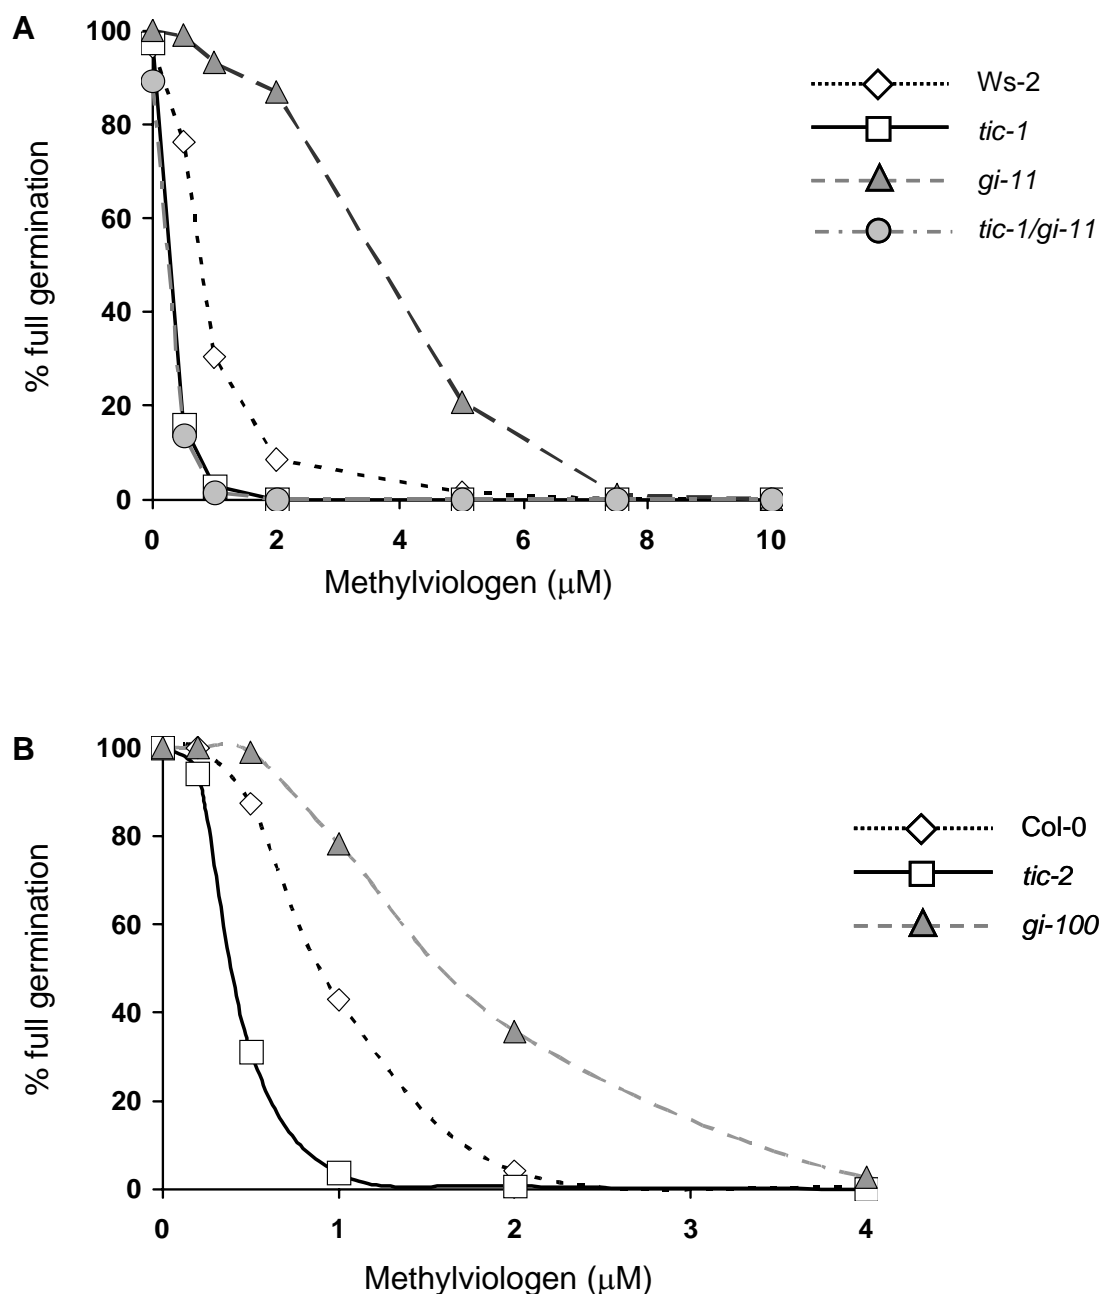 A
% full germination
100
80
60
40
20
0
0 2 4 6 8 10
Methylviologen (μM)
Ws-2
tic-1
gi-11
tic-1/gi-11
B
% full germination
100
80
60
40
20
0
0 1 2 3 4
Methylviologen (μM)
Col-0
tic-2
gi-100